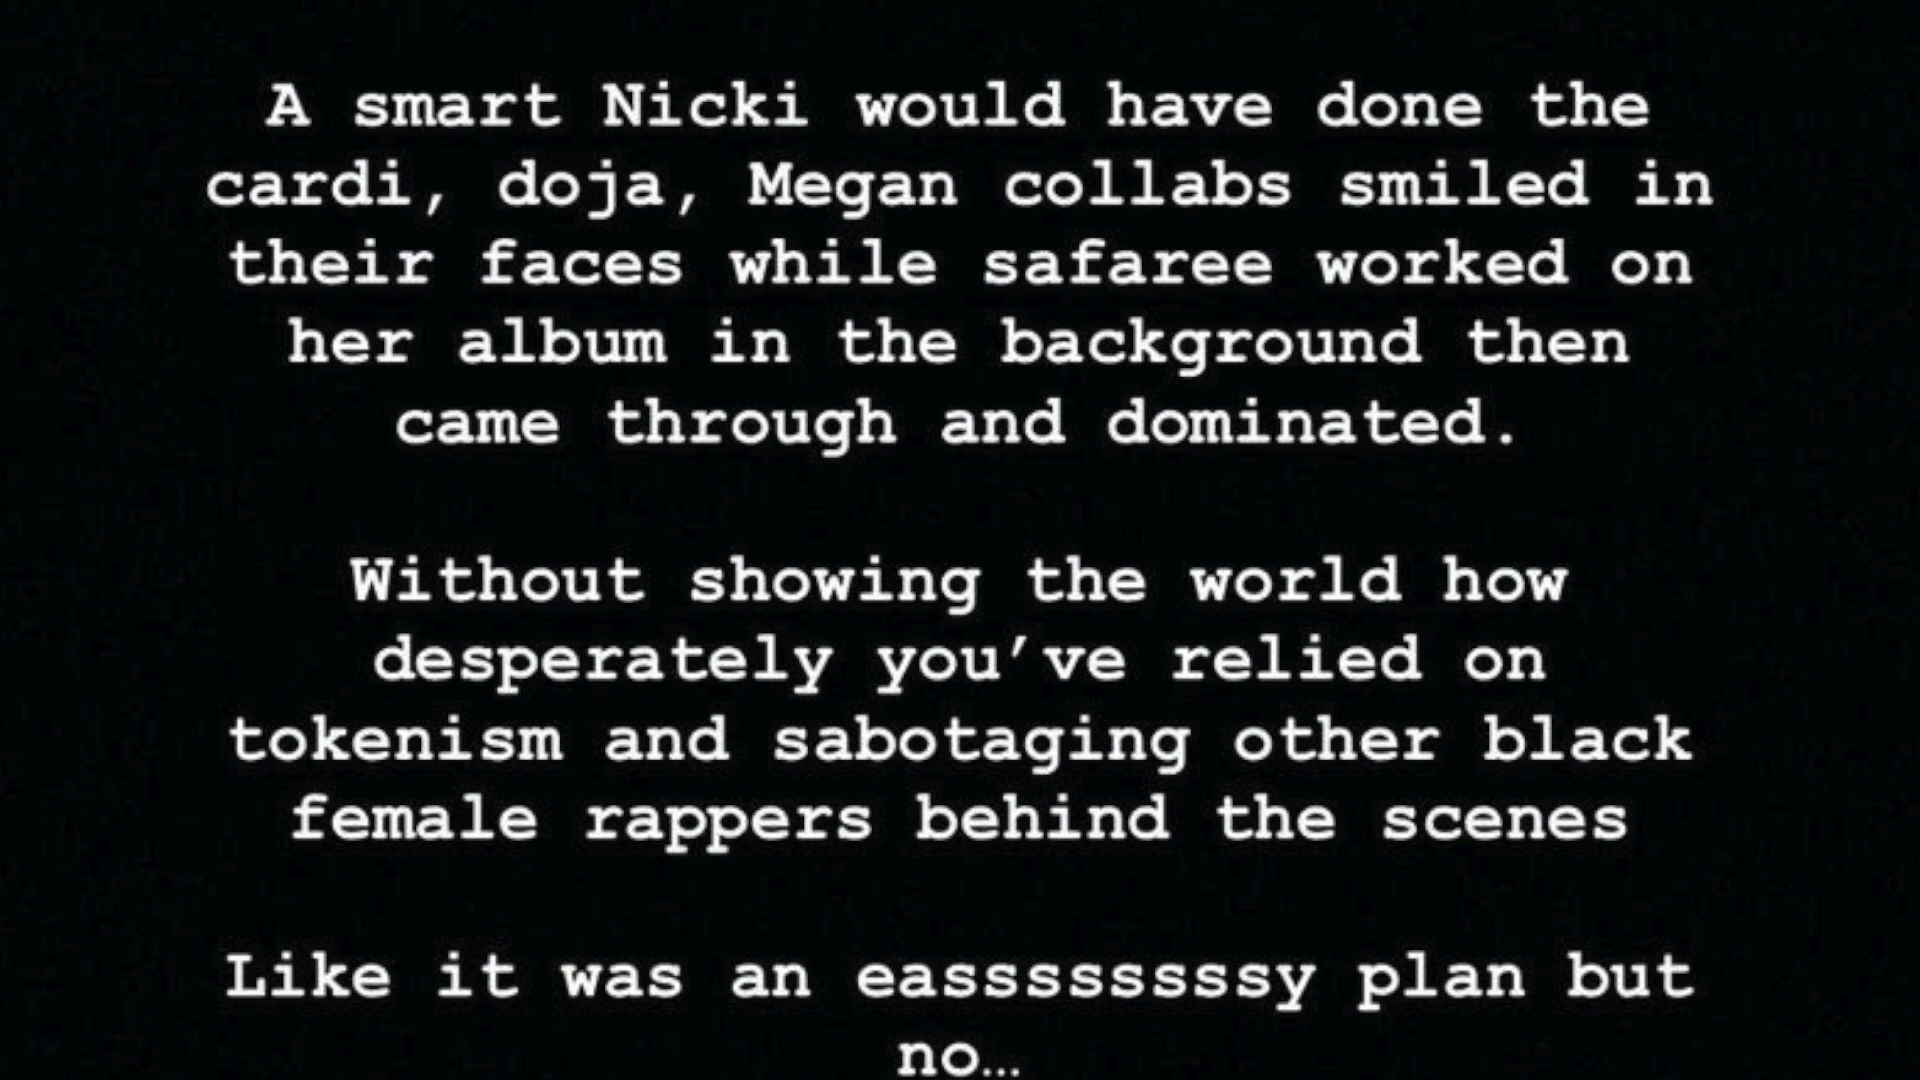 A smart Nicki would have done the
cardi, doja, Megan collabs smiled in
their faces while safaree worked on
her album in the background then
came through and dominated.
Without showing the world how
desperately you’ve relied on
tokenism and sabotaging other black
female rappers behind the scenes
Like it was an easssssssssy plan but
no…